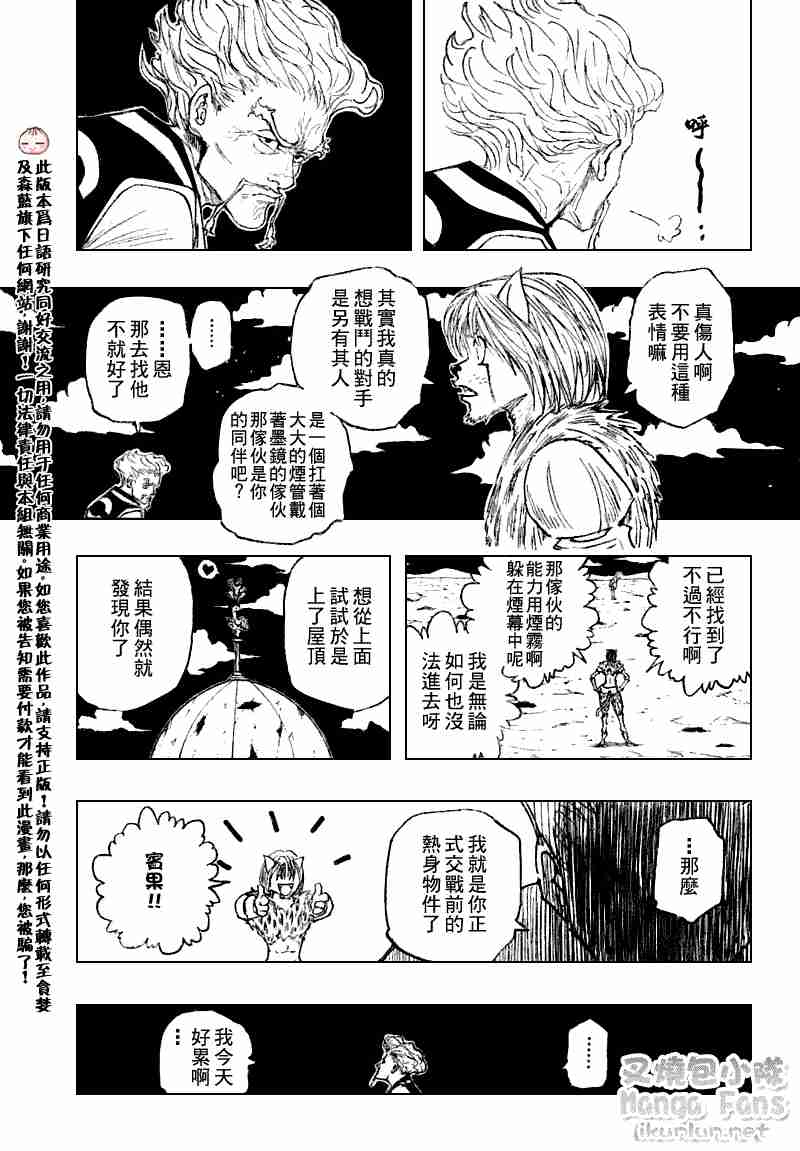 呼～～…
真傷人啊
不要用這種
表情嘛
其實我真的
想戰鬥的對手
是另有其人
是一個扛著個
大大的煙管戴
著墨鏡的傢伙
那傢伙是你
的同伴吧？
……
……恩
那去找他
不就好了
已經找到了
不過不行啊
那傢伙的
能力用煙霧啊
躲在煙幕中呢
我是無論
如何也沒
法進去呀
想從上面
試試於是
上了屋頂
結果偶然就
發現你了
…那麼
我就是你正
式交戰前的
熱身物件了
賓果!!
……
我今天
好累啊
…
此版本爲日語研究同好交流之用，請勿用于任何商業用途。如您喜歡此作品，請支持正版！請勿以任何形式轉載至貪婪
及森藍旗下任何網站，謝謝！一切法律責任與本組無關。如果您被告知需要付款才能看到此漫畫，那麼，您被騙了！
叉燒包小隊
Manga Fans
ikunlun.net